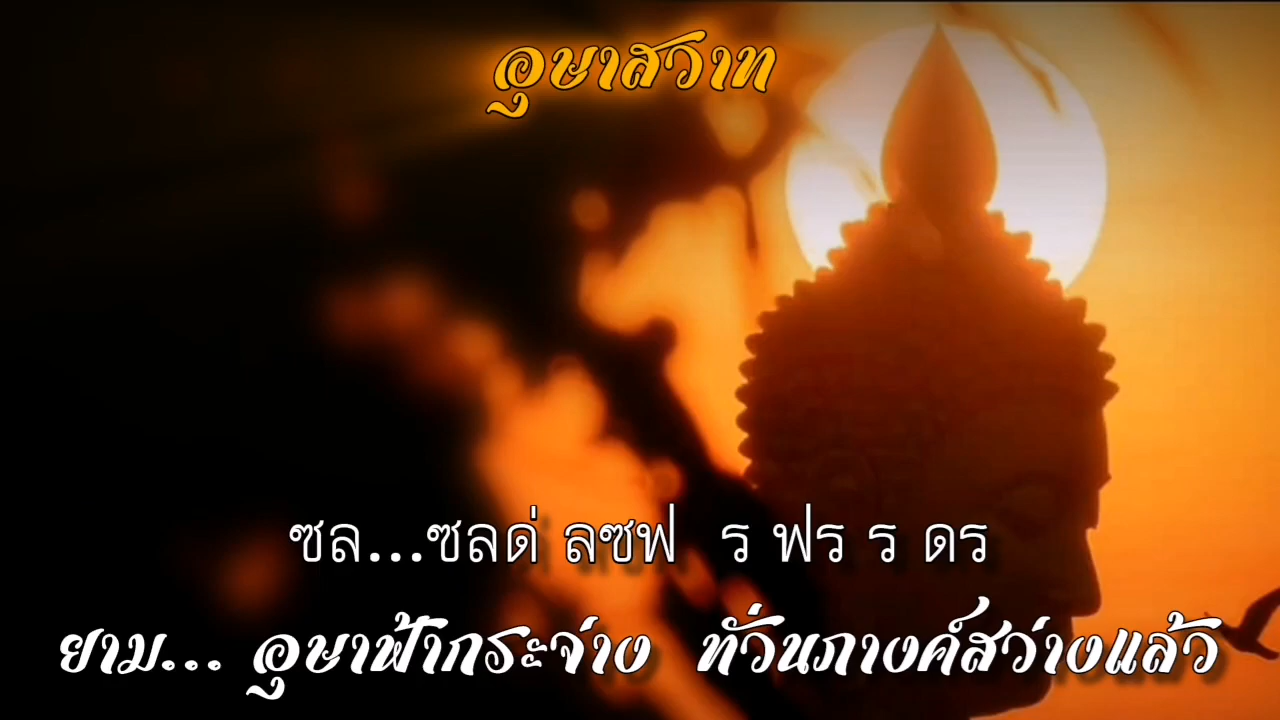 อุษาสวาท
ซล...ซลด่ ลซฟ ร ฟร ร ดร
ยาม... อุษาฟ้ากระจ่าง ทั่วนภางค์สว่างแล้ว